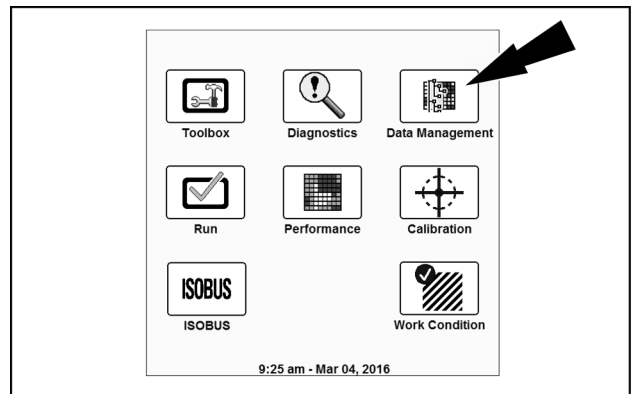 Toolbox Diagnostics Data Management
Run Performance Calibration
ISOBUS
ISOBUS Work Condition
9:25 am - Mar 04, 2016